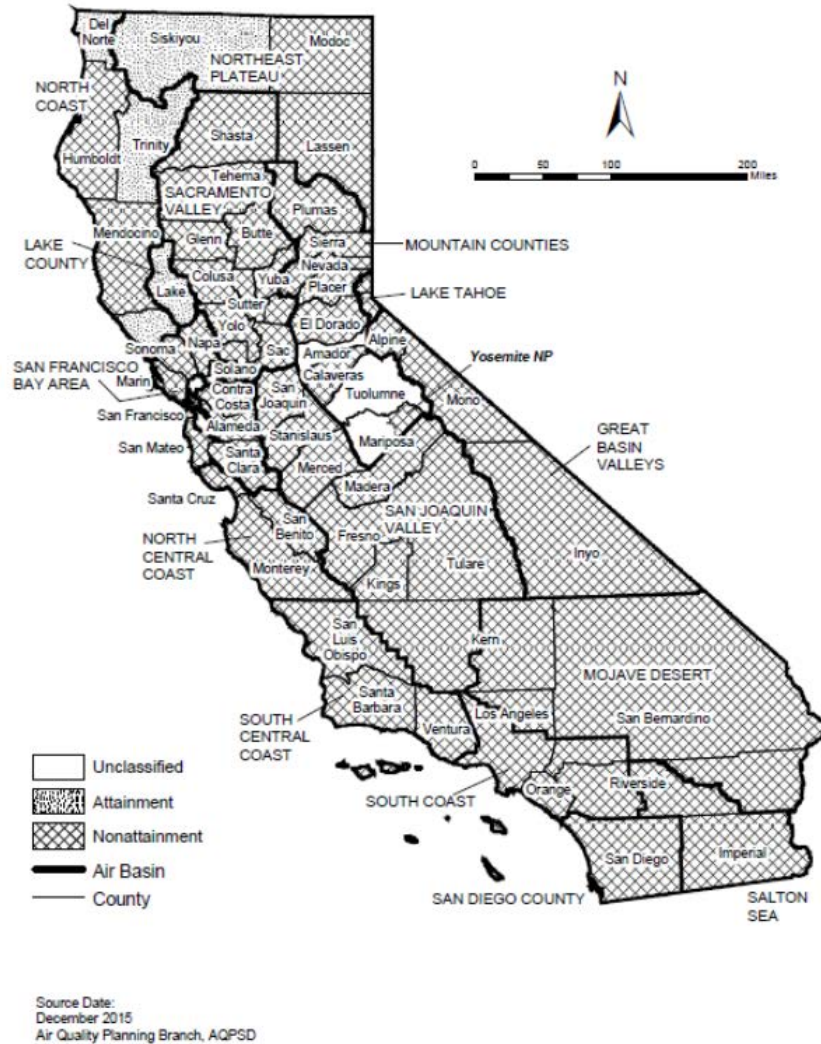 Del
Norte
Siskiyou
Modoc
NORTHEAST
PLATEAU
N
NORTH
COAST
Trinity
Shasta
Lassen
Humboldt
0 50 100 200
Miles
Tehema
SACRAMENTO
VALLEY
Plumas
Mendocino
Glenn
Butte
Sierra
MOUNTAIN COUNTIES
LAKE
COUNTY
Nevada
Colusa
Yuba
Placer
Lake
Sutter
LAKE TAHOE
Yolo
El Dorado
Sonoma
Napa
Sac
Alpine
Amador
Yosemite NP
SAN FRANCISCO
BAY AREA
Marin
Solano
Calaveras
Contra
Costa
San
Joaquin
Tuolumne
Mono
San Francisco
Alameda
Stanislaus
Mariposa
GREAT
BASIN
VALLEYS
San Mateo
Santa
Clara
Merced
Madera
Santa Cruz
SAN JOAQUIN
VALLEY
San
Benito
Fresno
Inyo
NORTH
CENTRAL
COAST
Monterey
Tulare
Kings
San
Luis
Obispo
Kern
MOJAVE DESERT
Santa
Barbara
Los Angeles
San Bernardino
SOUTH
CENTRAL
COAST
Ventura
Unclassified
Attainment
Nonattainment
Air Basin
County
SOUTH COAST
Orange
Riverside
San Diego
Imperial
SAN DIEGO COUNTY
SALTON
SEA
Source Date:
December 2015
Air Quality Planning Branch, AQPSD